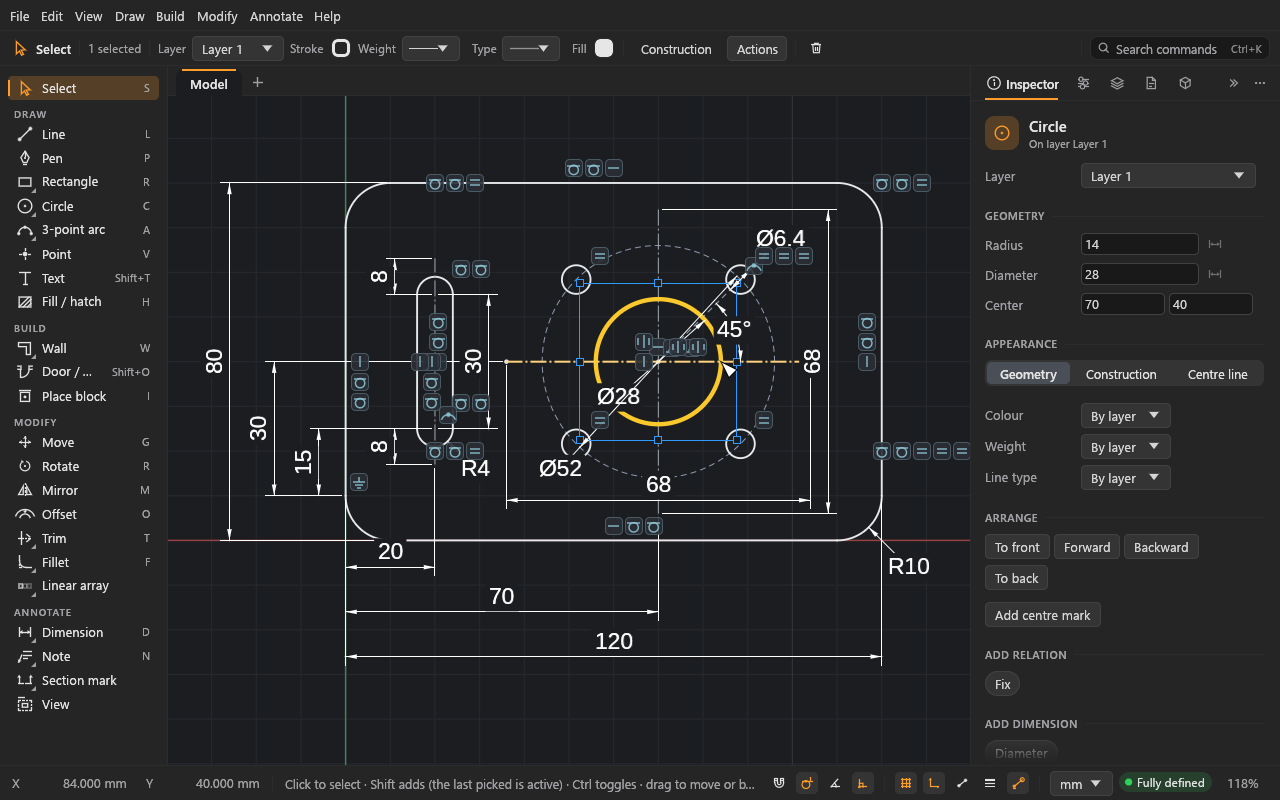 File Edit View Draw Build Modify Annotate Help
Select 1 selected Layer Layer 1 Stroke Weight Type Fill Construction Actions Search commands Ctrl+K
Select S
DRAW
Line L
Pen P
Rectangle R
Circle C
3-point arc A
Point V
Text Shift+T
Fill / hatch H
BUILD
Wall W
Door / ... Shift+O
Place block I
MODIFY
Move G
Rotate R
Mirror M
Offset O
Trim T
Fillet F
Linear array
ANNOTATE
Dimension D
Note N
Section mark
View
Model
Ø6.4
8
45°
80
30
68
Ø28
30
8
15
R4
Ø52
68
20
R10
70
120
Inspector
Circle
On layer Layer 1
Layer Layer 1
GEOMETRY
Radius 14
Diameter 28
Center 70 40
APPEARANCE
Geometry Construction Centre line
Colour By layer
Weight By layer
Line type By layer
ARRANGE
To front Forward Backward
To back
Add centre mark
ADD RELATION
Fix
ADD DIMENSION
Diameter
X 84.000 mm Y 40.000 mm Click to select · Shift adds (the last picked is active) · Ctrl toggles · drag to move or b... mm Fully defined 118%